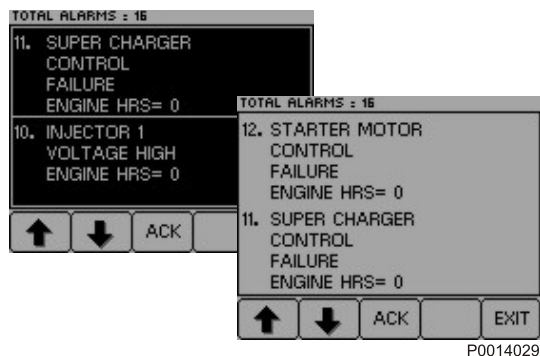 TOTAL ALARMS : 16
11. SUPER CHARGER
CONTROL
FAILURE
ENGINE HRS= 0
10. INJECTOR 1
VOLTAGE HIGH
ENGINE HRS= 0
ACK
TOTAL ALARMS : 16
12. STARTER MOTOR
CONTROL
FAILURE
ENGINE HRS= 0
11. SUPER CHARGER
CONTROL
FAILURE
ENGINE HRS= 0
ACK EXIT
P0014029